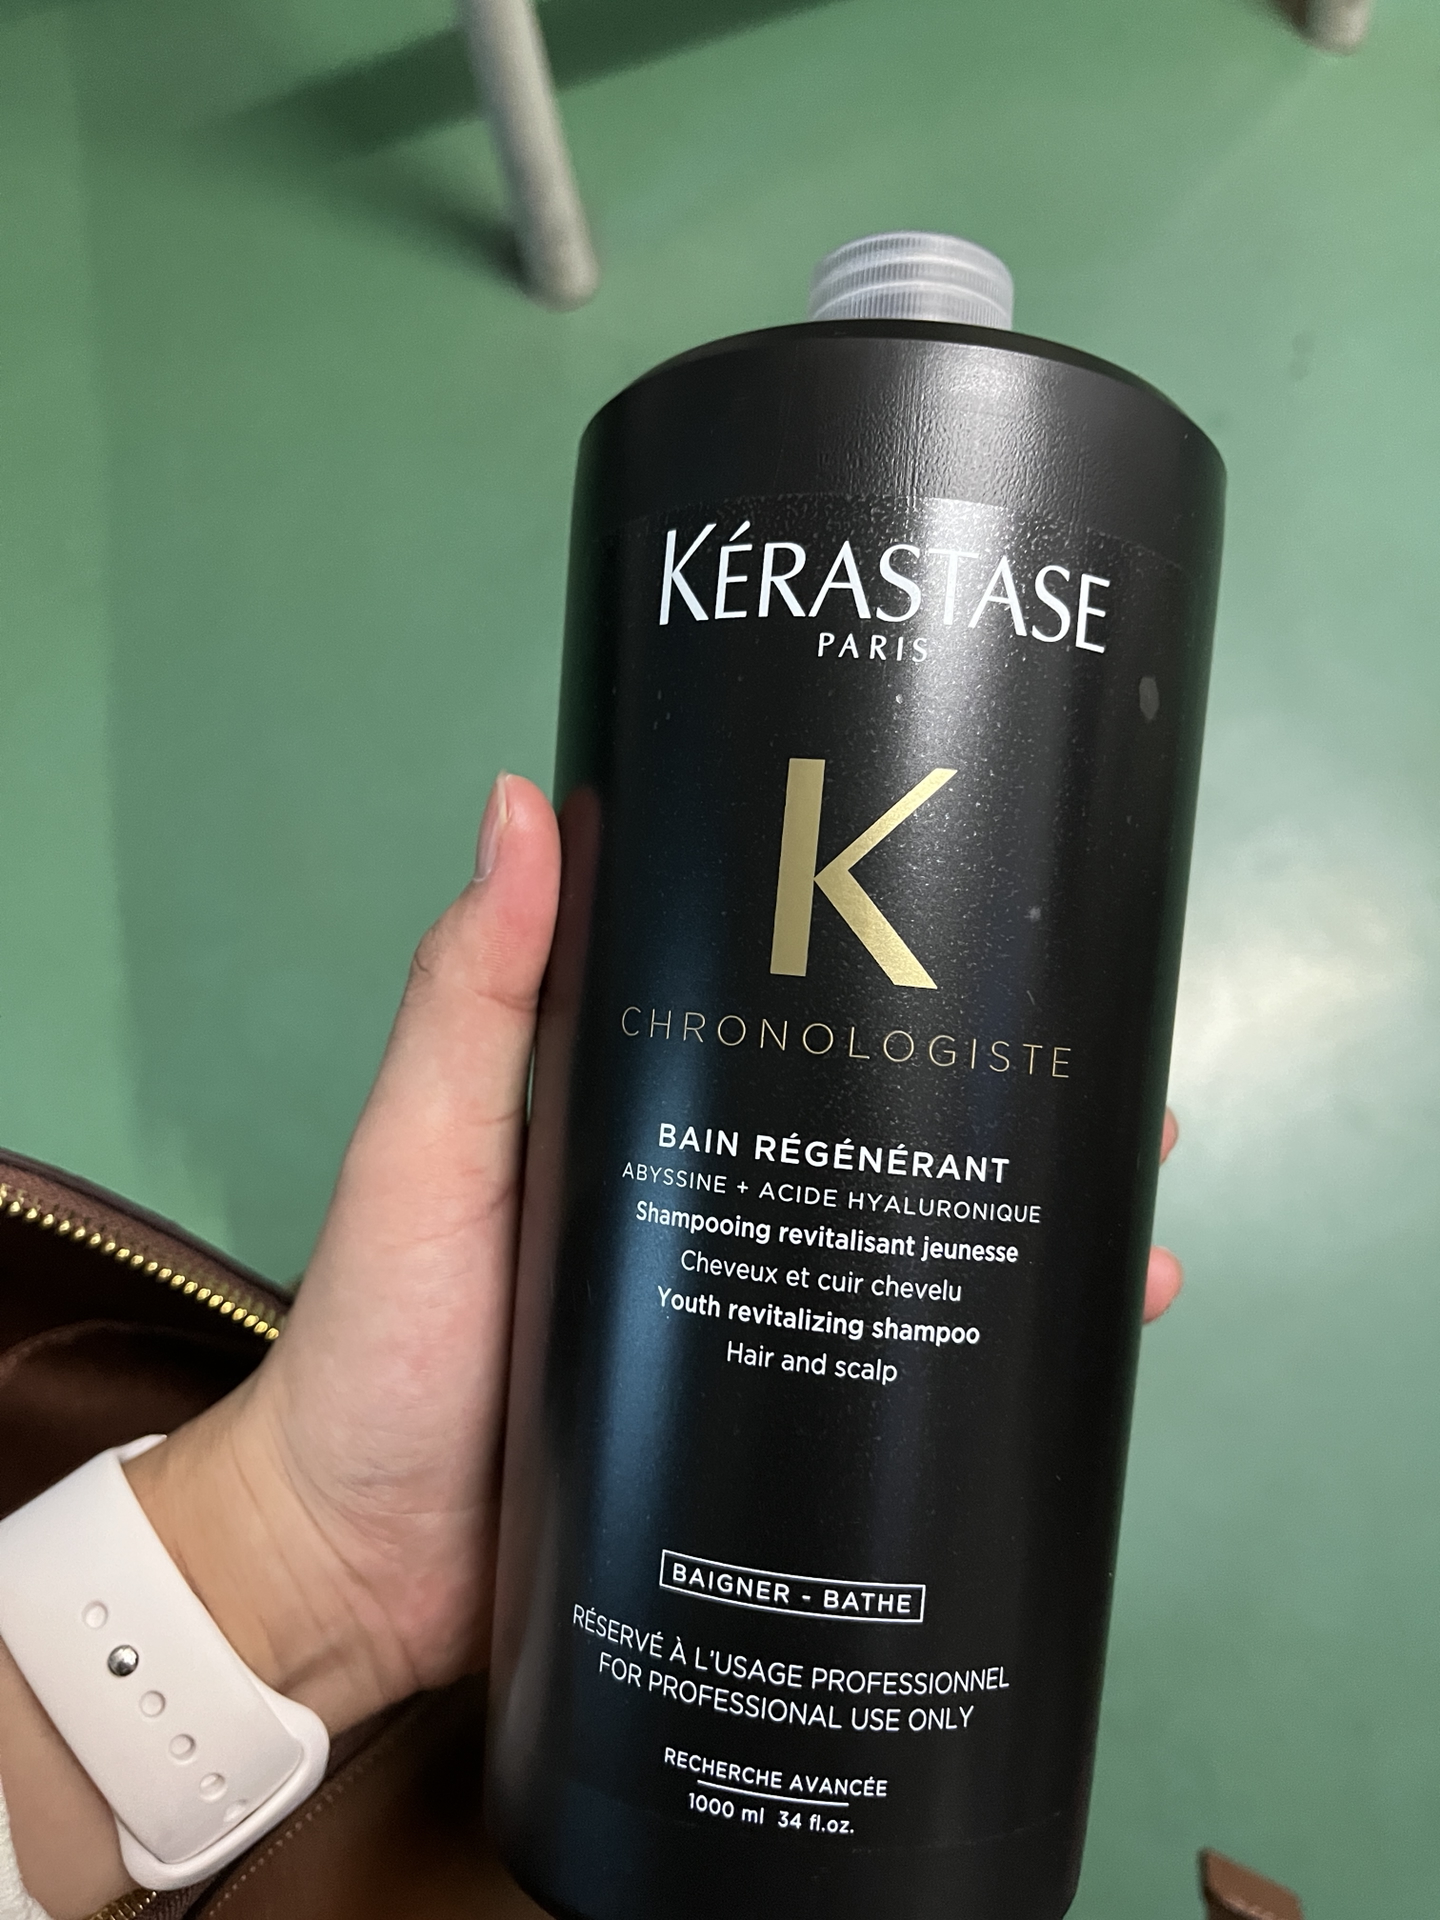 KÉRASTASE
PARIS
K
CHRONOLOGISTE
BAIN RÉGÉNÉRANT
ABYSSINE + ACIDE HYALURONIQUE
Shampooing revitalisant jeunesse
Cheveux et cuir chevelu
Youth revitalizing shampoo
Hair and scalp
BAIGNER - BATHE
RÉSERVÉ À L'USAGE PROFESSIONNEL
FOR PROFESSIONAL USE ONLY
RECHERCHE AVANCÉE
1000 ml 34 fl.oz.